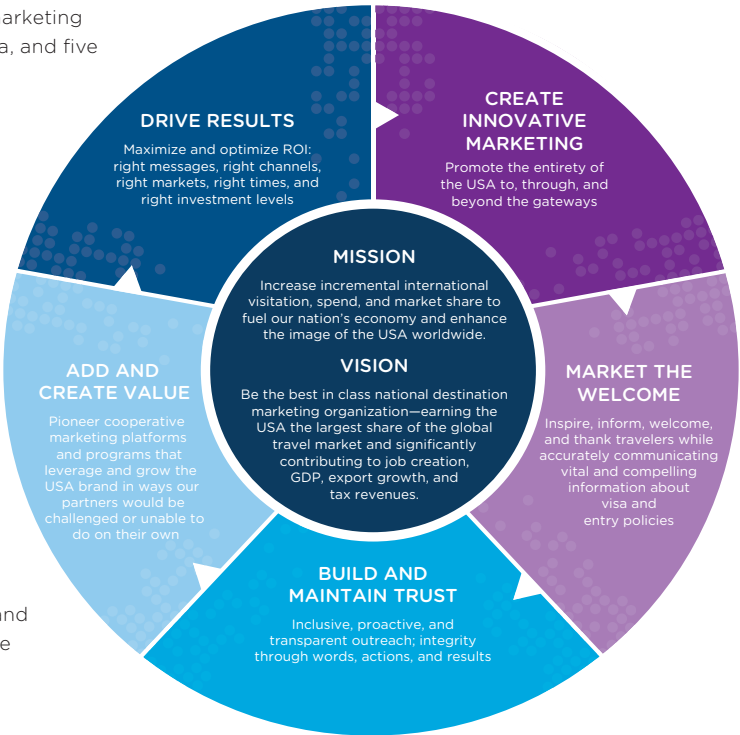 marketing
a, and five
DRIVE RESULTS
Maximize and optimize ROI:
right messages, right channels,
right markets, right times, and
right investment levels
CREATE
INNOVATIVE
MARKETING
Promote the entirety of
the USA to, through, and
beyond the gateways
MISSION
Increase incremental international
visitation, spend, and market share to
fuel our nation’s economy and enhance
the image of the USA worldwide.
VISION
Be the best in class national destination
marketing organization—earning the
USA the largest share of the global
travel market and significantly
contributing to job creation,
GDP, export growth, and
tax revenues.
ADD AND
CREATE VALUE
Pioneer cooperative
marketing platforms
and programs that
leverage and grow the
USA brand in ways our
partners would be
challenged or unable to
do on their own
MARKET THE
WELCOME
Inspire, inform, welcome,
and thank travelers while
accurately communicating
vital and compelling
information about
visa and
entry policies
BUILD AND
MAINTAIN TRUST
Inclusive, proactive, and
transparent outreach; integrity
through words, actions, and results
and
e